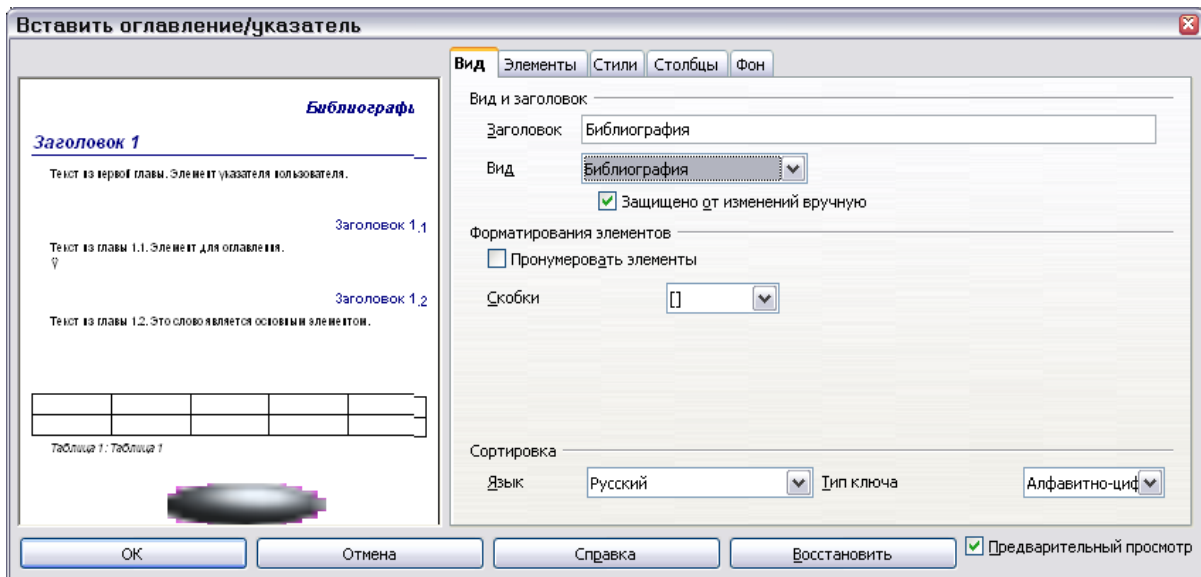 Вставить оглавление/указатель
Вид Элементы Стили Столбцы Фон
Библиографи
Заголовок 1
Текст из первой главы. Элемент указателя пользователя.
Заголовок 1.1
Текст из главы 1.1. Элемент для оглавления.
Заголовок 1.2
Текст из главы 1.2. Это слово является основным элементом.
Таблица 1: Таблица 1
Вид и заголовок
Заголовок Библиография
Вид Библиография
Защищено от изменений вручную
Форматирования элементов
Пронумеровать элементы
Скобки []
Сортировка
Язык Русский Тип ключа Алфавитно-циф
OK Отмена Справка Восстановить Предварительный просмотр